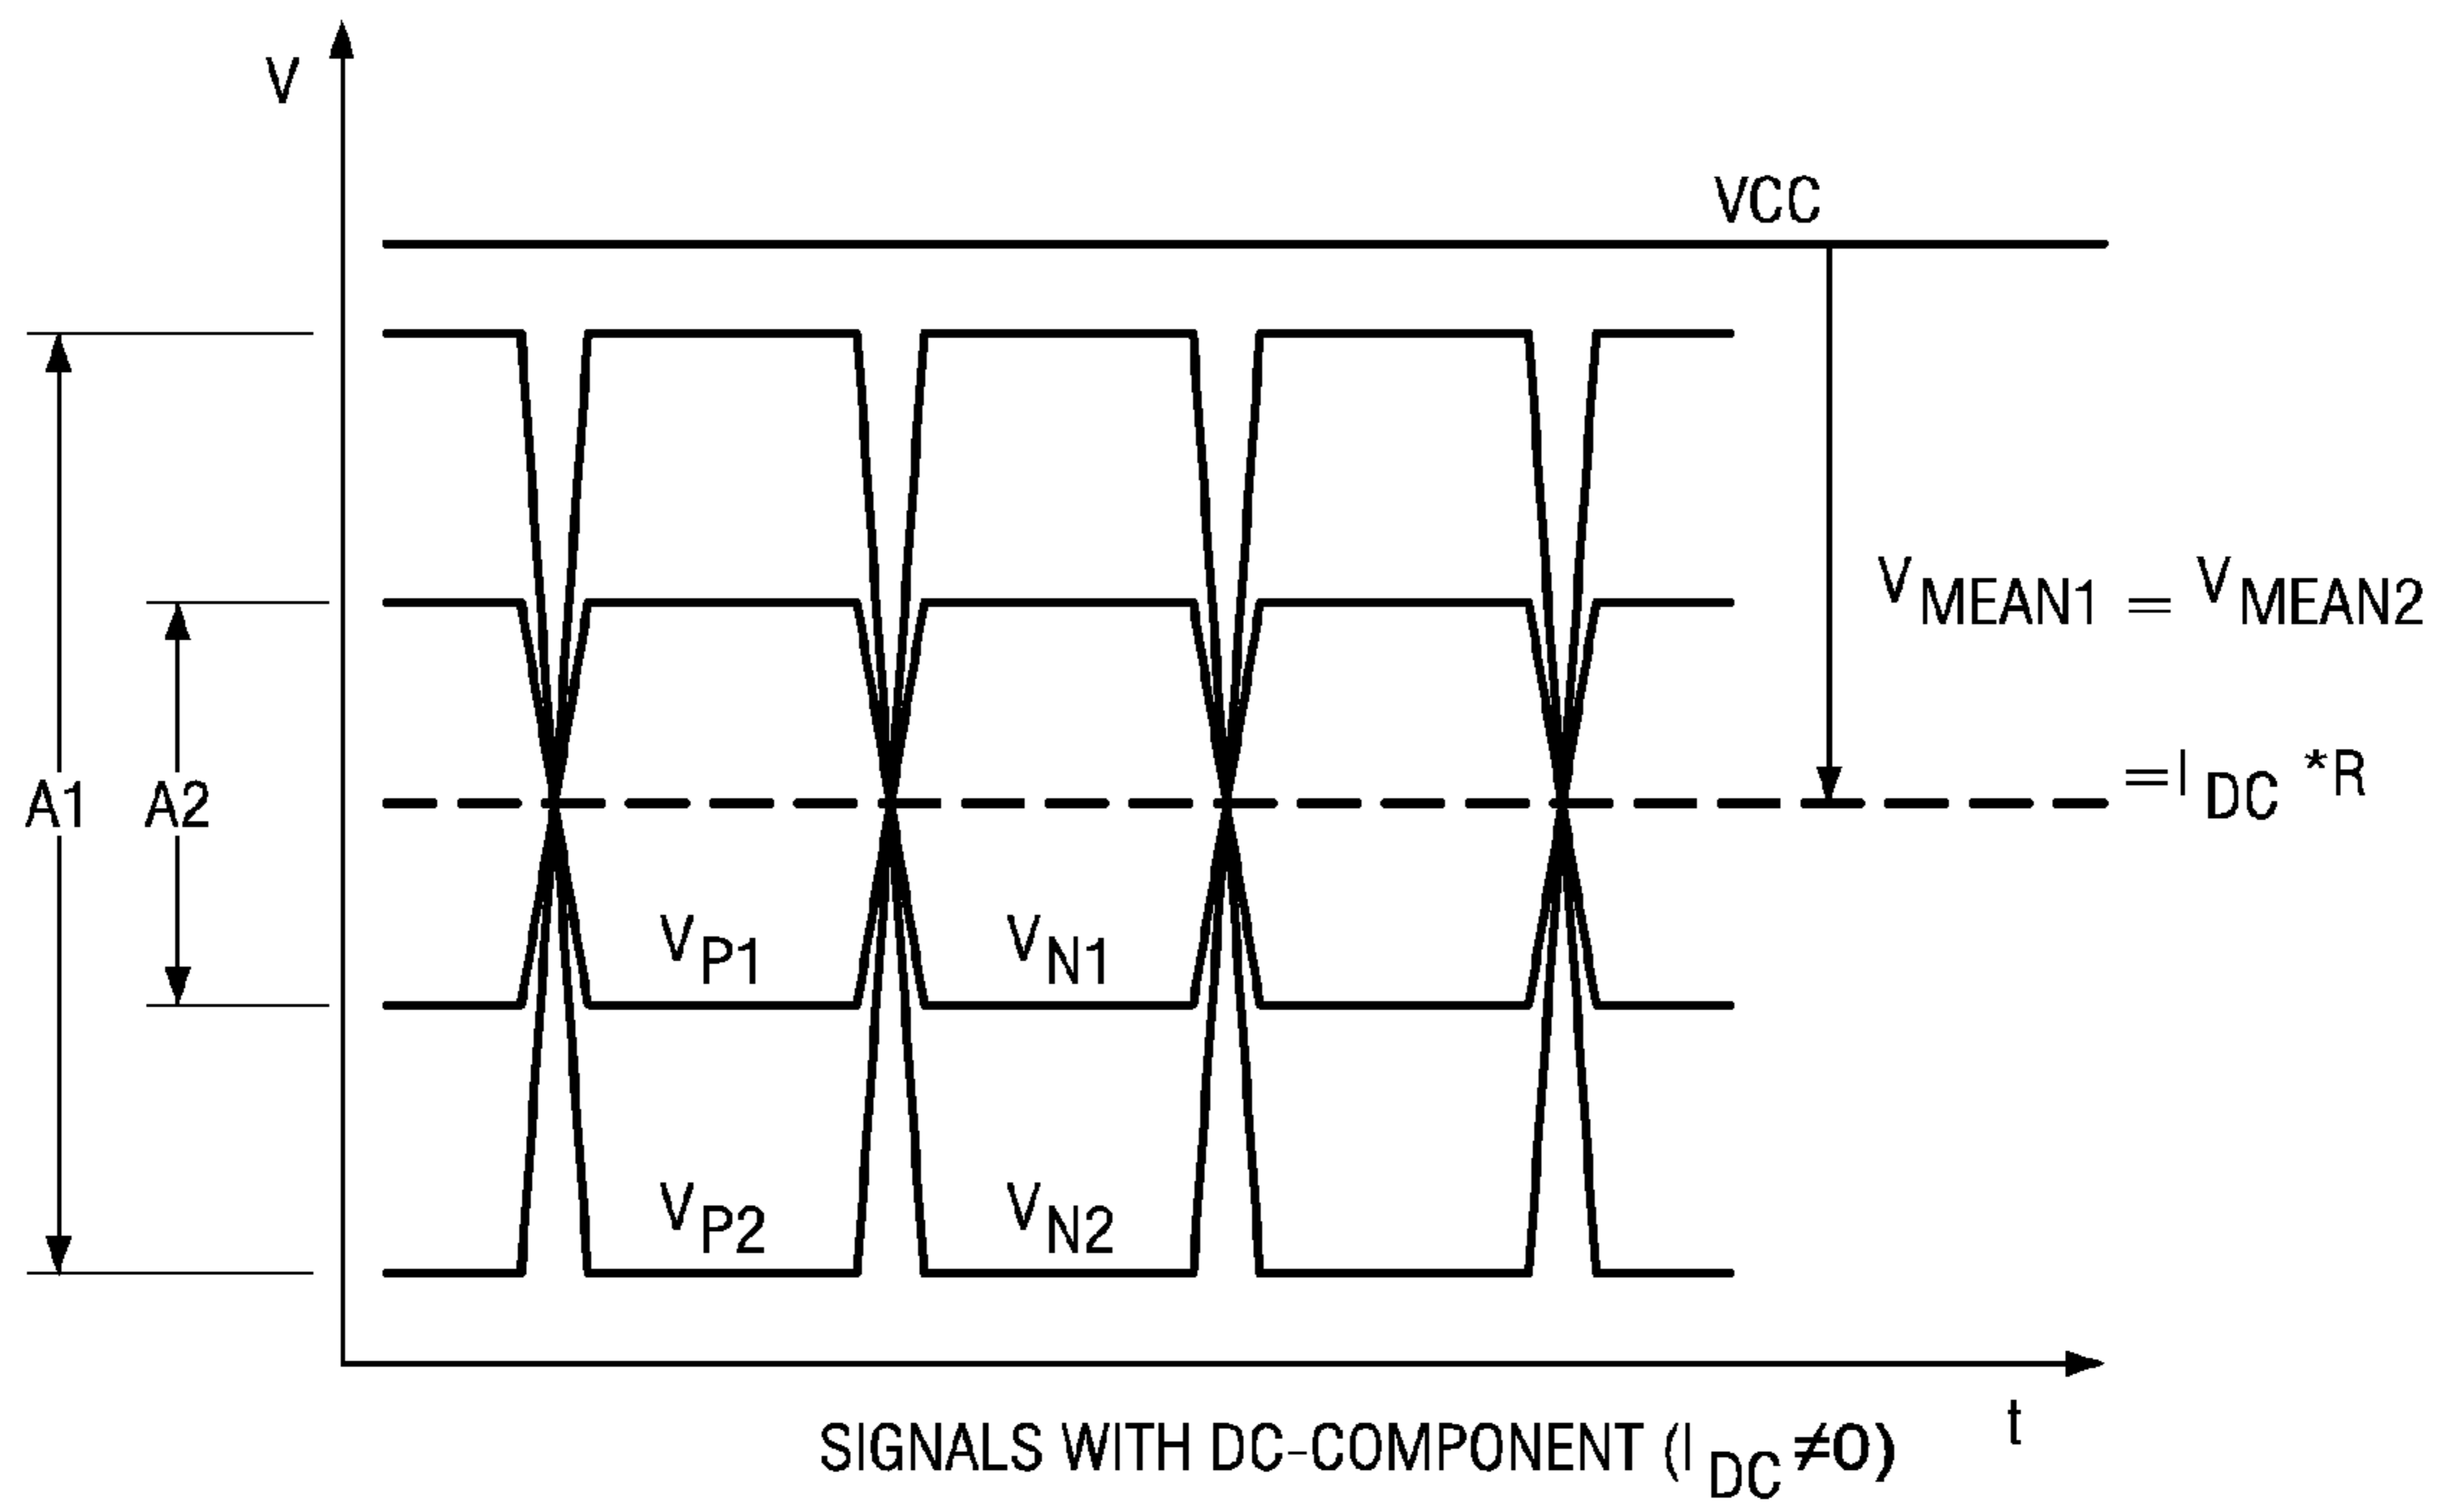 V
VCC
VMEAN1 = VMEAN2
=IDC *R
A1
A2
VP1
VN1
VP2
VN2
t
SIGNALS WITH DC-COMPONENT (IDC≠0)